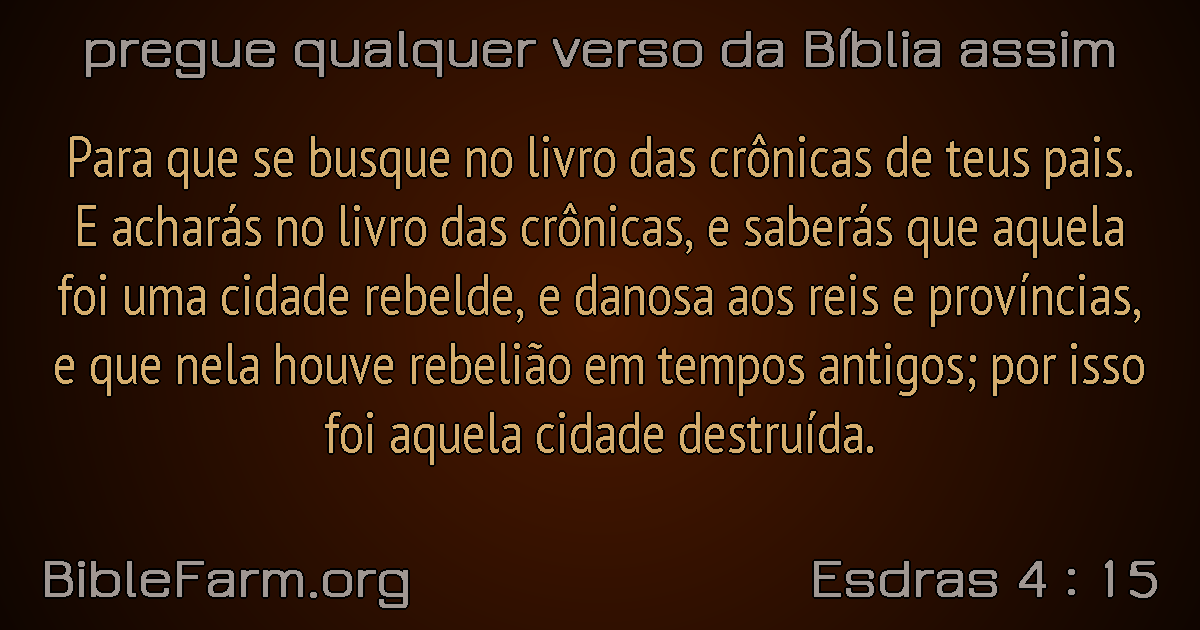 pregue qualquer verso da Bíblia assim
Para que se busque no livro das crônicas de teus pais.
E acharás no livro das crônicas, e saberás que aquela
foi uma cidade rebelde, e danosa aos reis e províncias,
e que nela houve rebelião em tempos antigos; por isso
foi aquela cidade destruída.
BibleFarm.org
Esdras 4 : 15